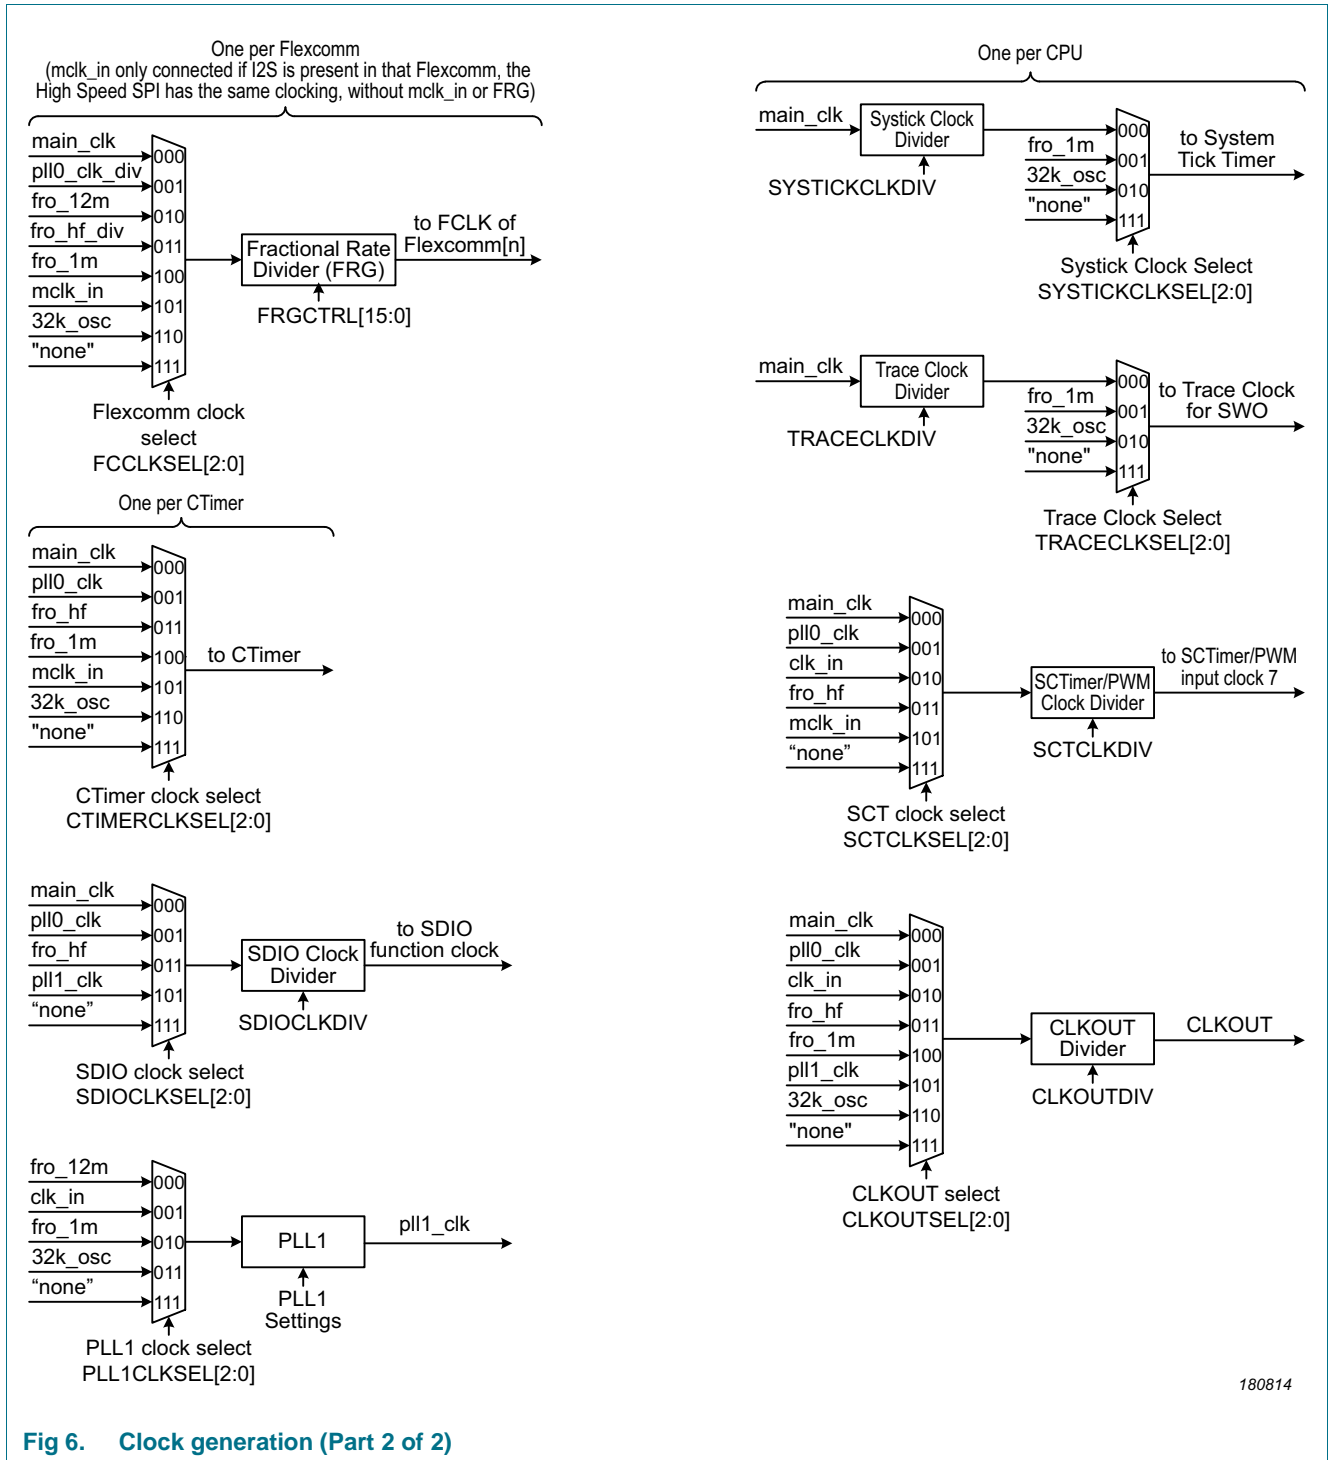 One per Flexcomm
(mclk_in only connected if I2S is present in that Flexcomm, the
High Speed SPI has the same clocking, without mclk_in or FRG)
main_clk
000
pll0_clk_div
001
fro_12m
010
fro_hf_div
011
fro_1m
100
mclk_in
101
32k_osc
110
"none"
111
Fractional Rate
Divider (FRG)
FRGCTRL[15:0]
to FCLK of
Flexcomm[n]
Flexcomm clock
select
FCCLKSEL[2:0]
One per CTimer
main_clk
000
pll0_clk
001
fro_hf
011
fro_1m
100
mclk_in
101
32k_osc
110
"none"
111
to CTimer
CTimer clock select
CTIMERCLKSEL[2:0]
main_clk
000
pll0_clk
001
fro_hf
011
pll1_clk
101
“none”
111
SDIO Clock
Divider
SDIOCLKDIV
to SDIO
function clock
SDIO clock select
SDIOCLKSEL[2:0]
fro_12m
000
clk_in
001
fro_1m
010
32k_osc
011
“none”
111
PLL1
PLL1
Settings
pll1_clk
PLL1 clock select
PLL1CLKSEL[2:0]
One per CPU
main_clk
Systick Clock
Divider
SYSTICKCLKDIV
000
fro_1m
001
32k_osc
010
"none"
111
to System
Tick Timer
Systick Clock Select
SYSTICKCLKSEL[2:0]
main_clk
Trace Clock
Divider
TRACECLKDIV
000
fro_1m
001
32k_osc
010
"none"
111
to Trace Clock
for SWO
Trace Clock Select
TRACECLKSEL[2:0]
main_clk
000
pll0_clk
001
clk_in
010
fro_hf
011
mclk_in
101
“none”
111
SCTimer/PWM
Clock Divider
SCTCLKDIV
to SCTimer/PWM
input clock 7
SCT clock select
SCTCLKSEL[2:0]
main_clk
000
pll0_clk
001
clk_in
010
fro_hf
011
fro_1m
100
pll1_clk
101
32k_osc
110
"none"
111
CLKOUT
Divider
CLKOUTDIV
CLKOUT
CLKOUT select
CLKOUTSEL[2:0]
180814
Fig 6. Clock generation (Part 2 of 2)